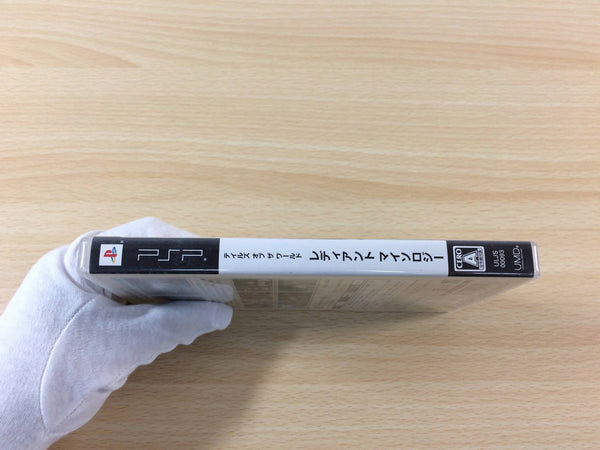 PSP
テイルズ オブ ザ ワールド
レディアント マイソロジー
CERO
A
ULJS
00093
UMD